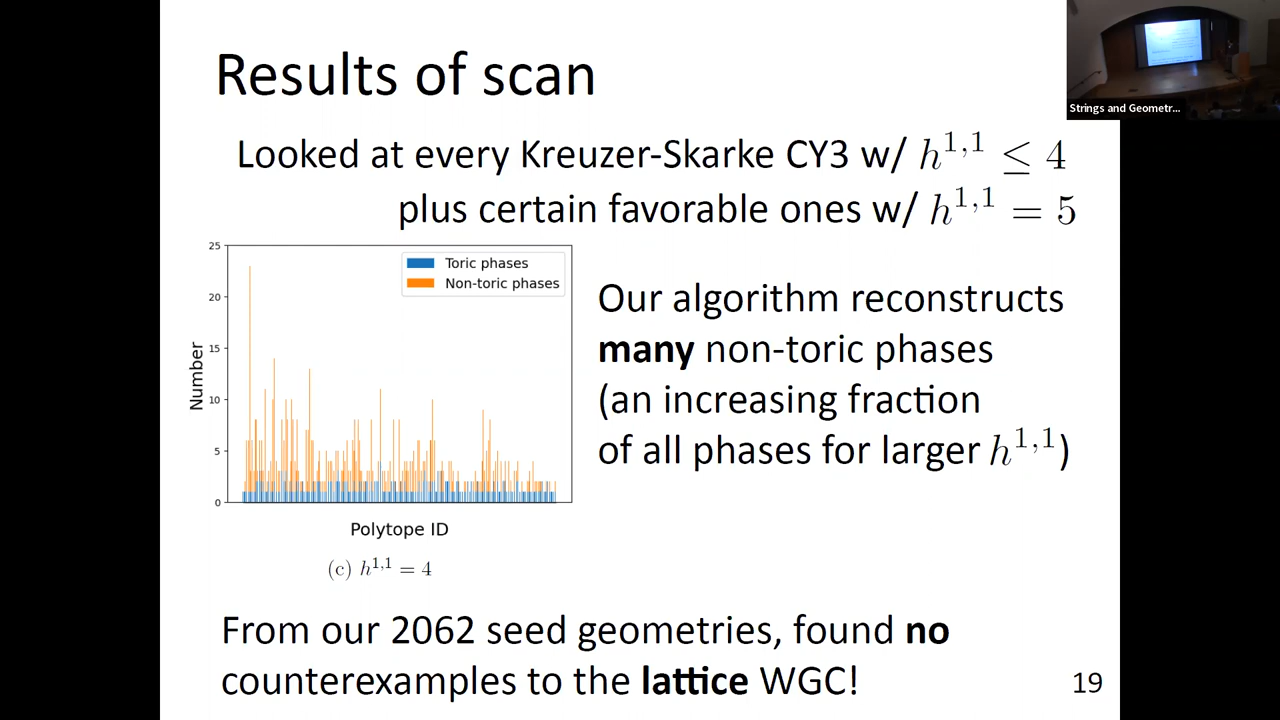 Results of scan
Strings and Geometr...
Looked at every Kreuzer-Skarke CY3 w/ h^{1,1} ≤ 4
plus certain favorable ones w/ h^{1,1} = 5
25
20
15
10
5
0
Number
Toric phases
Non-toric phases
Polytope ID
(c) h^{1,1} = 4
Our algorithm reconstructs
many non-toric phases
(an increasing fraction
of all phases for larger h^{1,1})
From our 2062 seed geometries, found no
counterexamples to the lattice WGC!
19